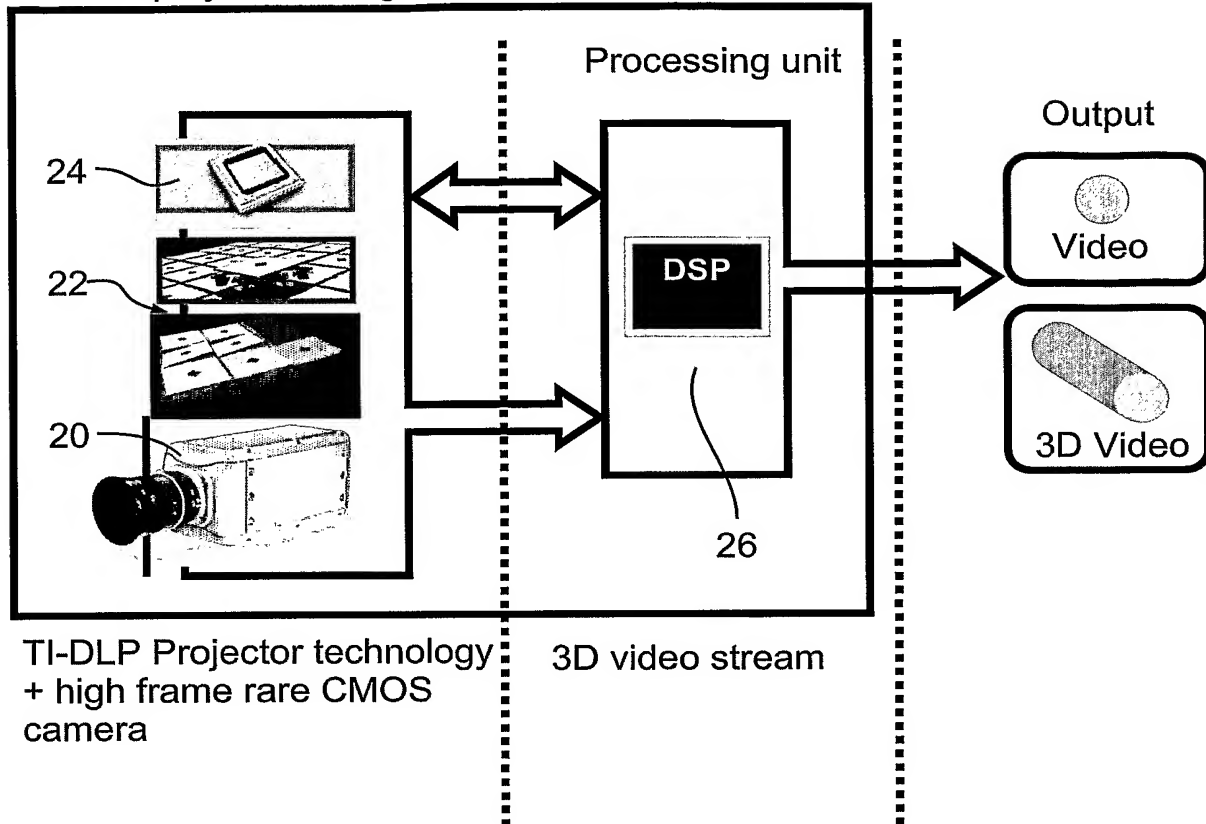 Processing unit
Output
24
22
20
DSP
26
Video
3D Video
TI-DLP Projector technology
+ high frame rare CMOS
camera
3D video stream